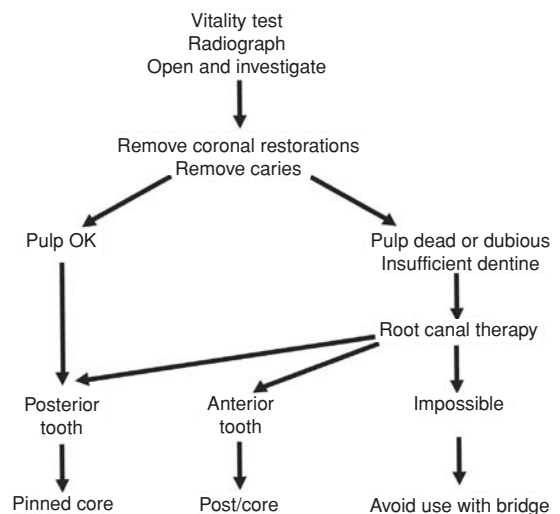 Vitality test
Radiograph
Open and investigate
Remove coronal restorations
Remove caries
Pulp OK
Pulp dead or dubious
Insufficient dentine
Root canal therapy
Posterior
tooth
Anterior
tooth
Impossible
Pinned core
Post/core
Avoid use with bridge